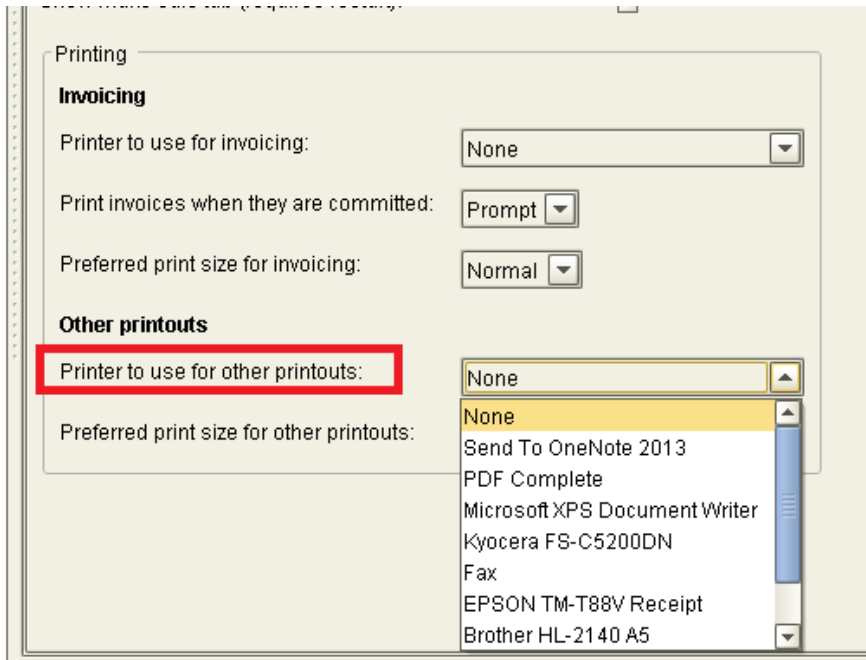 Printing
Invoicing
Printer to use for invoicing: None
Print invoices when they are committed: Prompt
Preferred print size for invoicing: Normal
Other printouts
Printer to use for other printouts: None
None
Send To OneNote 2013
Preferred print size for other printouts:
PDF Complete
Microsoft XPS Document Writer
Kyocera FS-C5200DN
Fax
EPSON TM-T88V Receipt
Brother HL-2140 A5